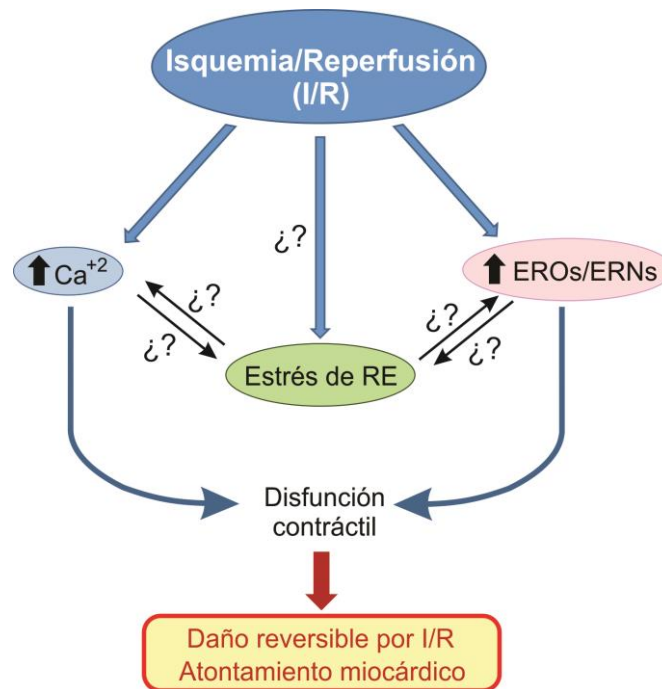 Isquemia/Reperfusión
(I/R)
¿?
Ca+2
EROs/ERNs
¿?
¿?
¿?
¿?
Estrés de RE
Disfunción
contráctil
Daño reversible por I/R
Atontamiento miocárdico